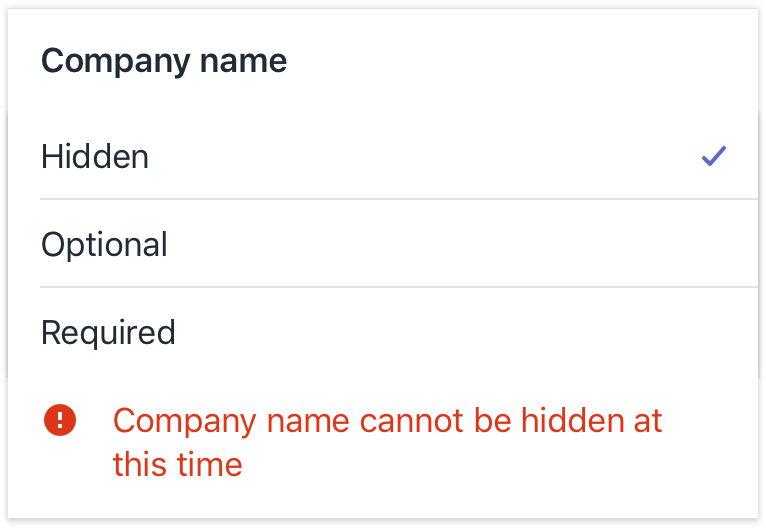 Company name
Hidden
Optional
Required
Company name cannot be hidden at
this time